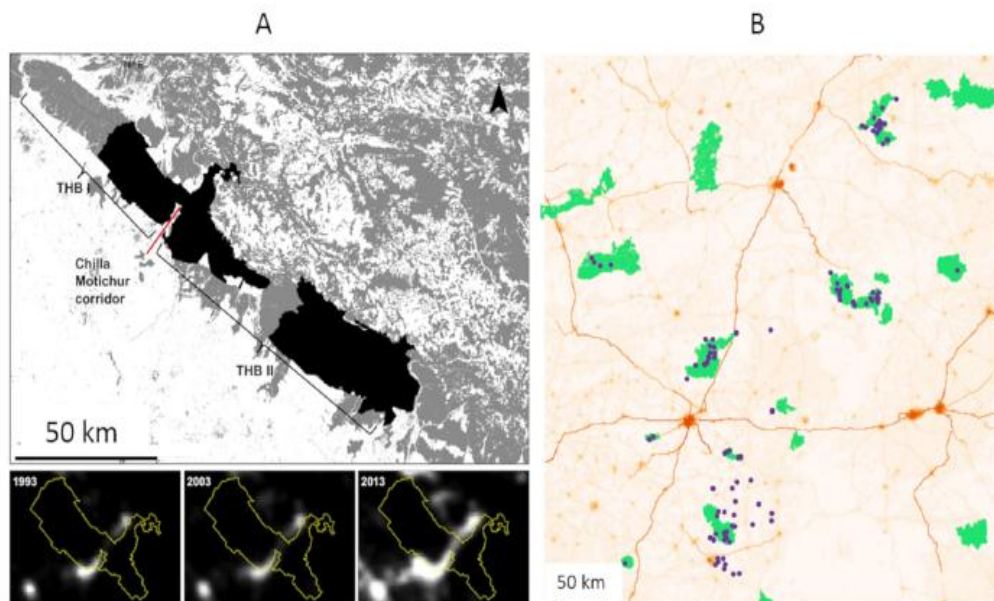 A
B
THB I
Chilla
Motichur
corridor
THB II
50 km
1993
2003
2013
50 km